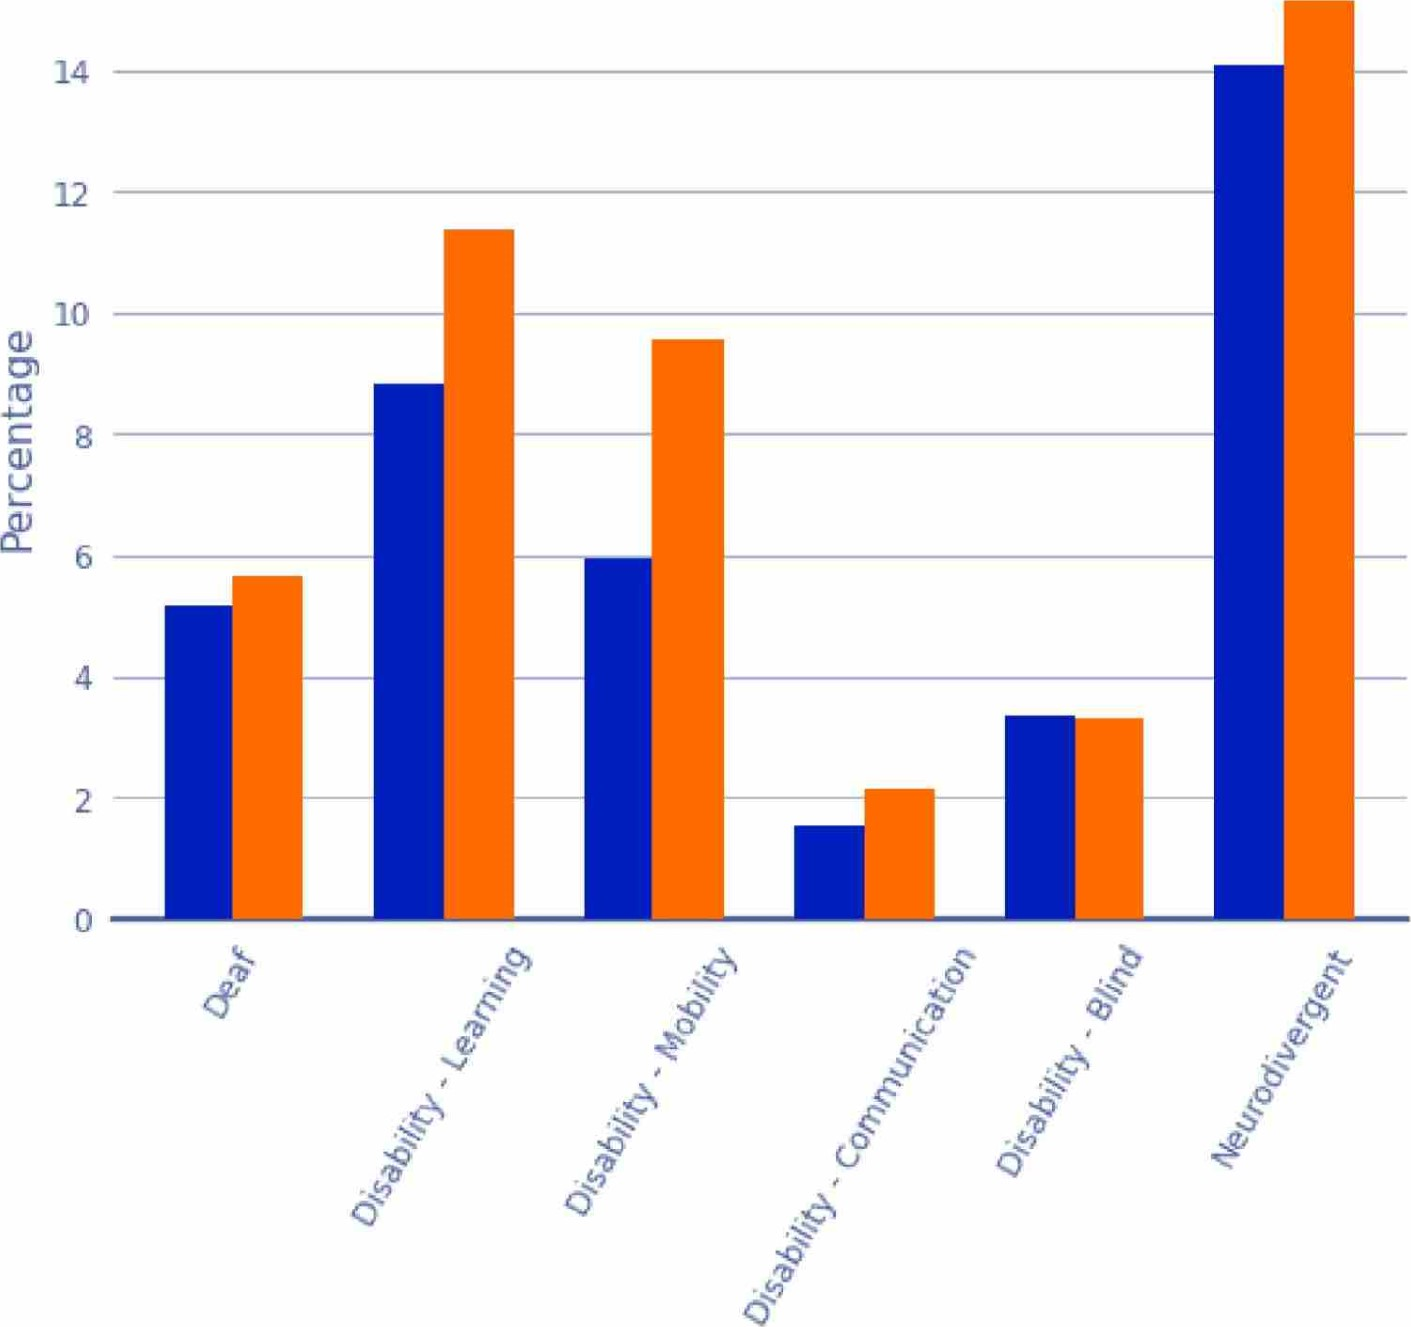 14
12
10
8
6
4
2
0
Percentage
Deaf
Disability - Learning
Disability - Mobility
Disability - Communication
Disability - Blind
Neurodivergent